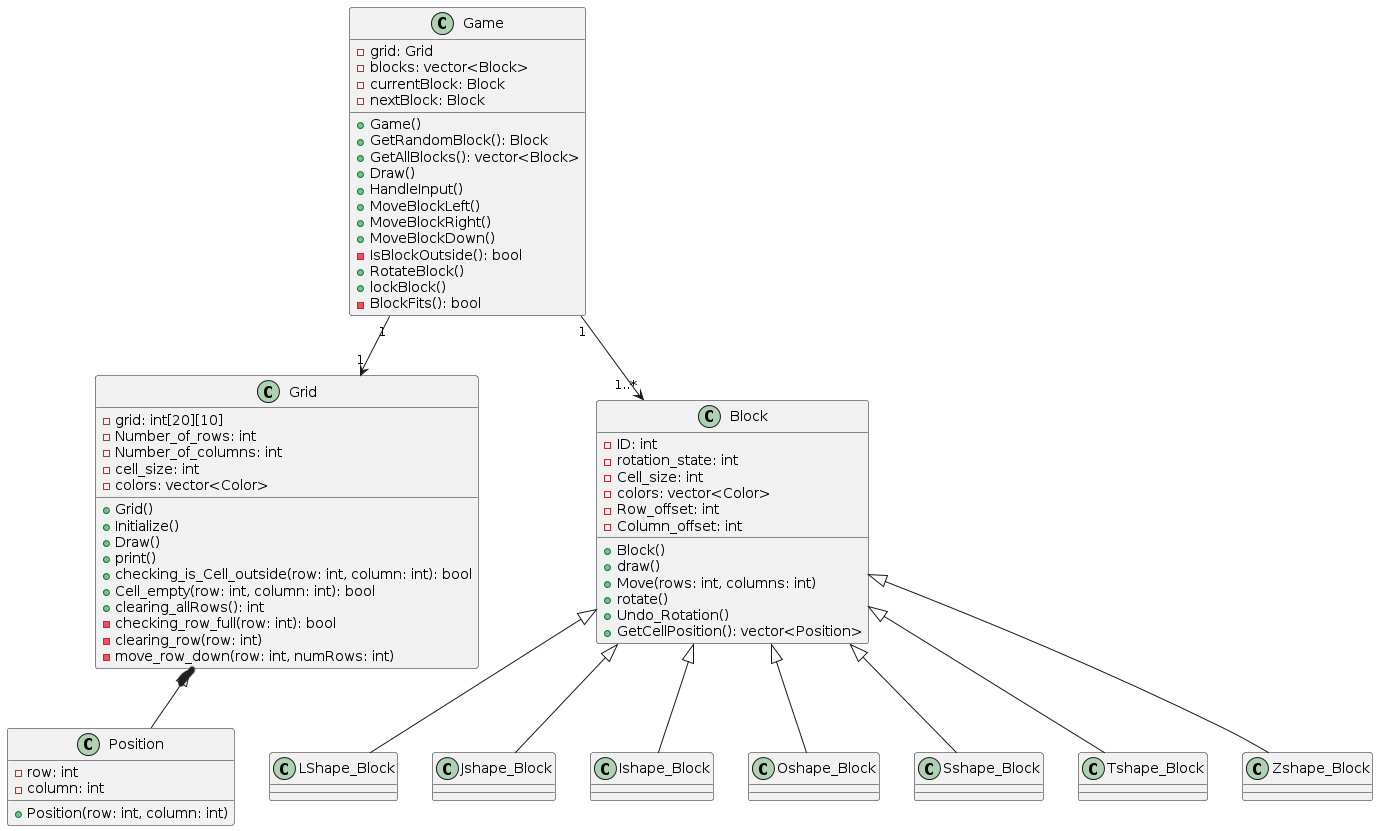 C Game
grid: Grid
blocks: vector<Block>
currentBlock: Block
nextBlock: Block
Game()
GetRandomBlock(): Block
GetAllBlocks(): vector<Block>
Draw()
HandleInput()
MoveBlockLeft()
MoveBlockRight()
MoveBlockDown()
IsBlockOutside(): bool
RotateBlock()
lockBlock()
BlockFits(): bool
1
1
1
1..*
C Grid
grid: int[20][10]
Number_of_rows: int
Number_of_columns: int
cell_size: int
colors: vector<Color>
Grid()
Initialize()
Draw()
print()
checking_is_Cell_outside(row: int, column: int): bool
Cell_empty(row: int, column: int): bool
clearing_allRows(): int
checking_row_full(row: int): bool
clearing_row(row: int)
move_row_down(row: int, numRows: int)
C Block
ID: int
rotation_state: int
Cell_size: int
colors: vector<Color>
Row_offset: int
Column_offset: int
Block()
draw()
Move(rows: int, columns: int)
rotate()
Undo_Rotation()
GetCellPosition(): vector<Position>
C Position
row: int
column: int
Position(row: int, column: int)
C LShape_Block
C Jshape_Block
C Ishape_Block
C Oshape_Block
C Sshape_Block
C Tshape_Block
C Zshape_Block